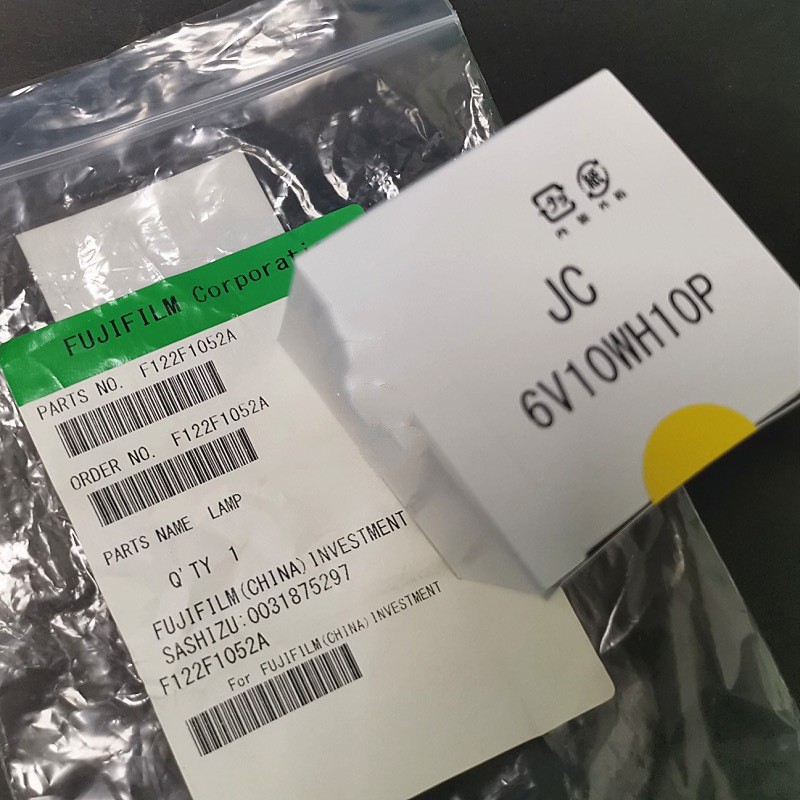 FUJIFILM Corporati
PARTS NO. F122F1052A
ORDER NO. F122F1052A
PARTS NAME LAMP
Q'TY 1
FUJIFILM(CHINA)INVESTMENT
SASHIZU:0031875297
F122F1052A
For FUJIFILM(CHINA)INVESTMENT
紙
JC
6V10WH10P